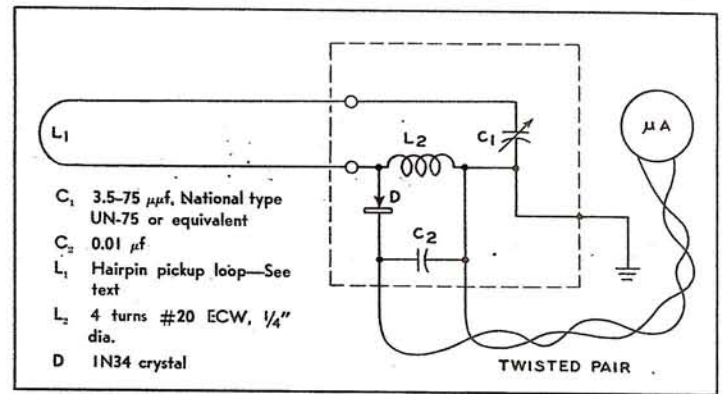 L₁
L₂
C₁
μA
D
C₂
C₁ 3.5-75 μμf, National type
UN-75 or equivalent
C₂ 0.01 μf
L₁ Hairpin pickup loop—See
text
L₂ 4 turns #20 ECW, ¼"
dia.
D 1N34 crystal
TWISTED PAIR